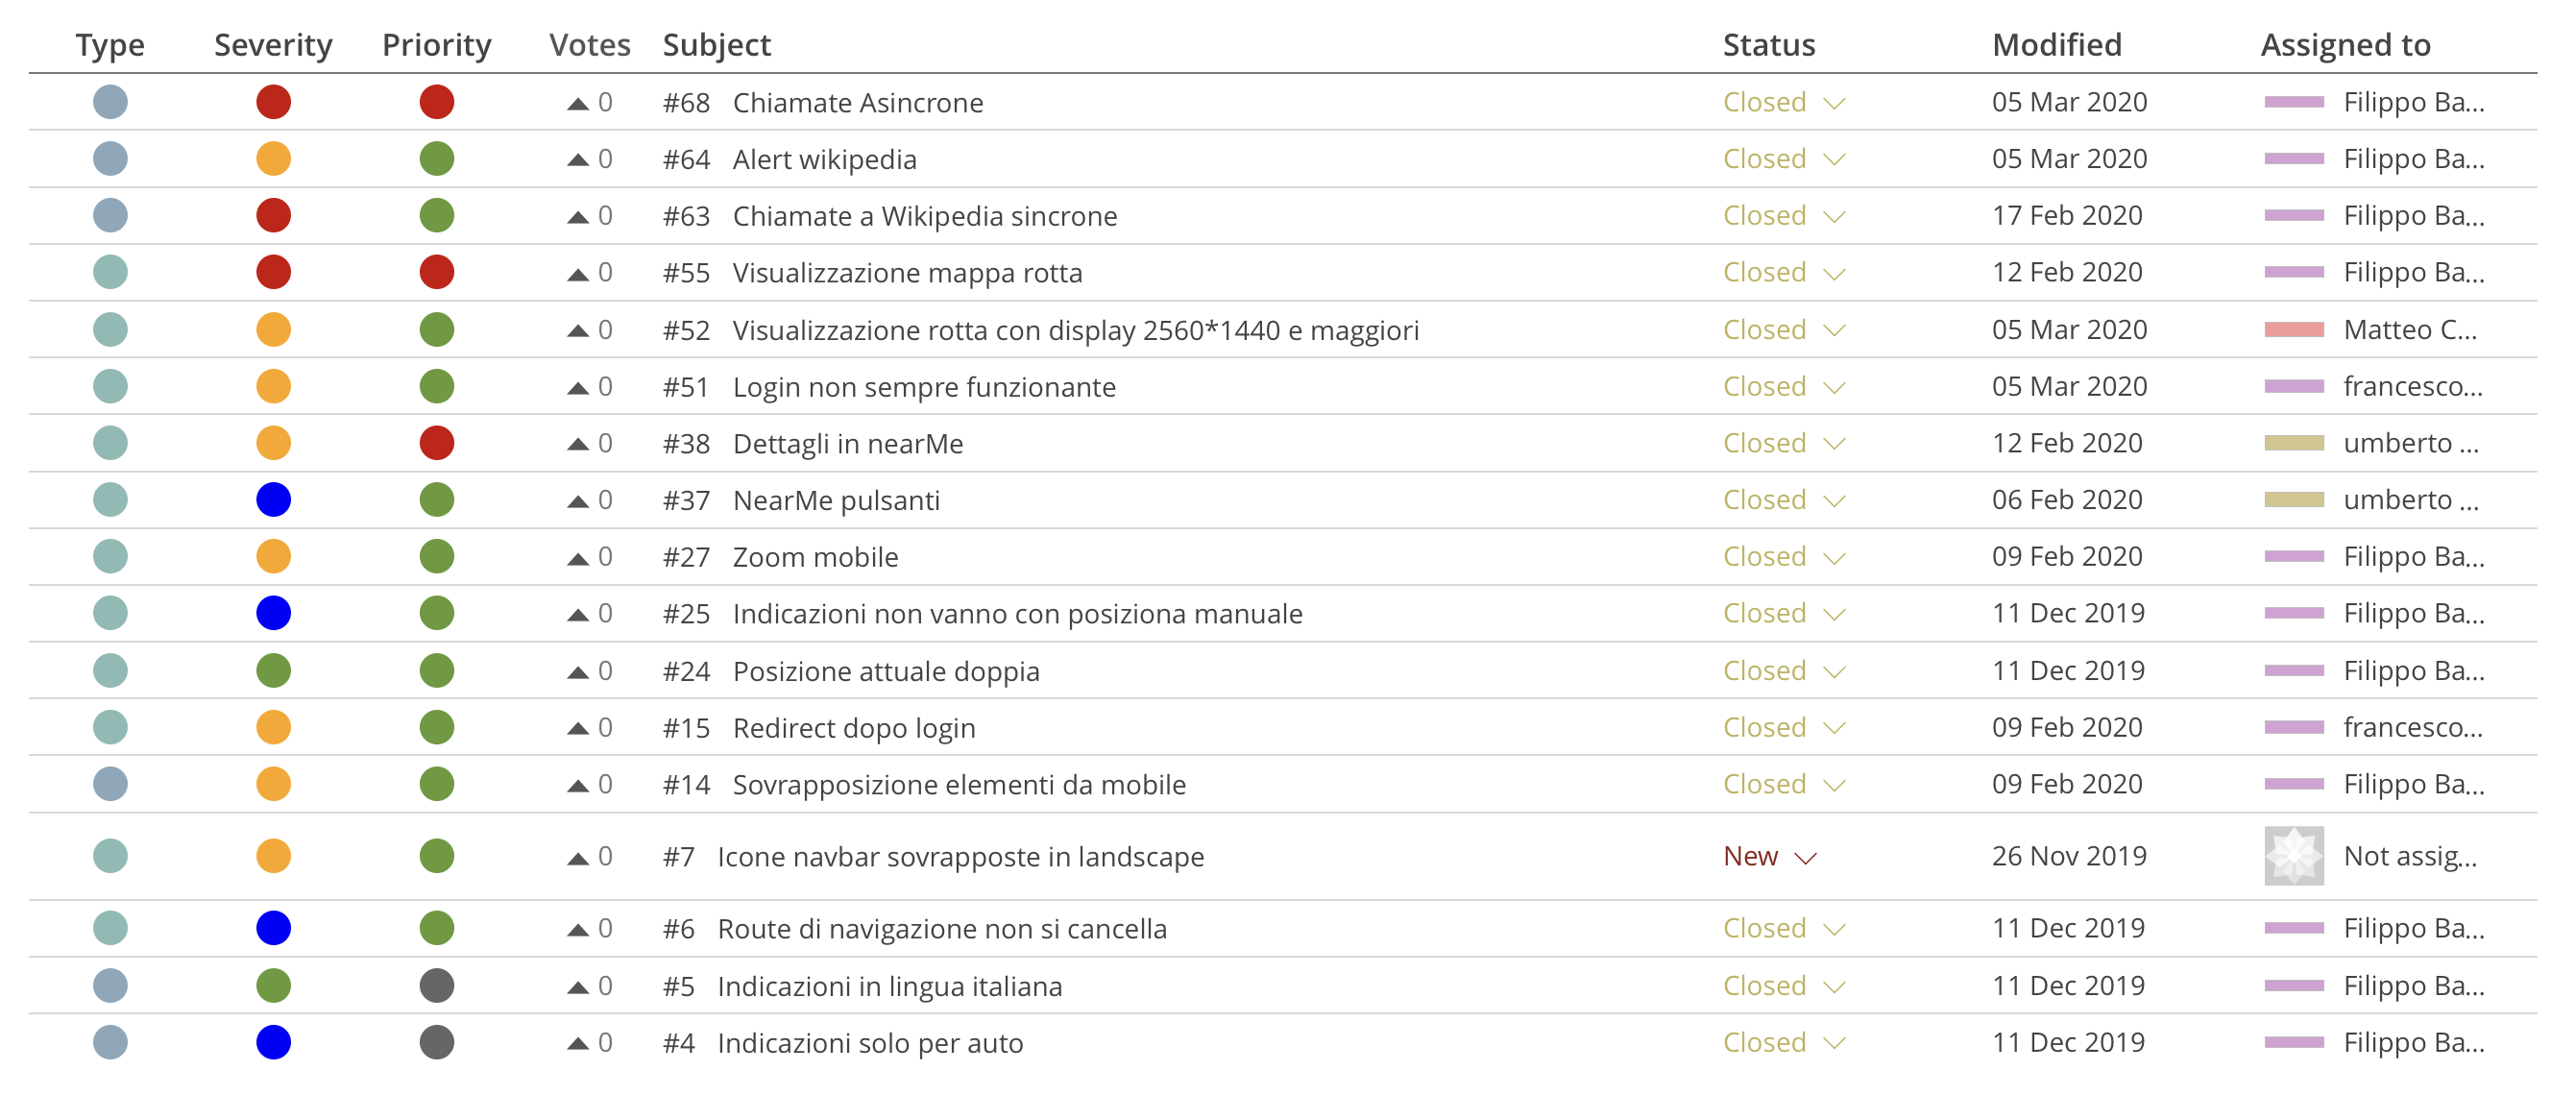 Type Severity Priority Votes Subject Status Modified Assigned to
0 #68 Chiamate Asincrone Closed 05 Mar 2020 Filippo Ba...
0 #64 Alert wikipedia Closed 05 Mar 2020 Filippo Ba...
0 #63 Chiamate a Wikipedia sincrone Closed 17 Feb 2020 Filippo Ba...
0 #55 Visualizzazione mappa rotta Closed 12 Feb 2020 Filippo Ba...
0 #52 Visualizzazione rotta con display 2560*1440 e maggiori Closed 05 Mar 2020 Matteo C...
0 #51 Login non sempre funzionante Closed 05 Mar 2020 francesco...
0 #38 Dettagli in nearMe Closed 12 Feb 2020 umberto ...
0 #37 NearMe pulsanti Closed 06 Feb 2020 umberto ...
0 #27 Zoom mobile Closed 09 Feb 2020 Filippo Ba...
0 #25 Indicazioni non vanno con posiziona manuale Closed 11 Dec 2019 Filippo Ba...
0 #24 Posizione attuale doppia Closed 11 Dec 2019 Filippo Ba...
0 #15 Redirect dopo login Closed 09 Feb 2020 francesco...
0 #14 Sovrapposizione elementi da mobile Closed 09 Feb 2020 Filippo Ba...
0 #7 Icone navbar sovrapposte in landscape New 26 Nov 2019 Not assig...
0 #6 Route di navigazione non si cancella Closed 11 Dec 2019 Filippo Ba...
0 #5 Indicazioni in lingua italiana Closed 11 Dec 2019 Filippo Ba...
0 #4 Indicazioni solo per auto Closed 11 Dec 2019 Filippo Ba...